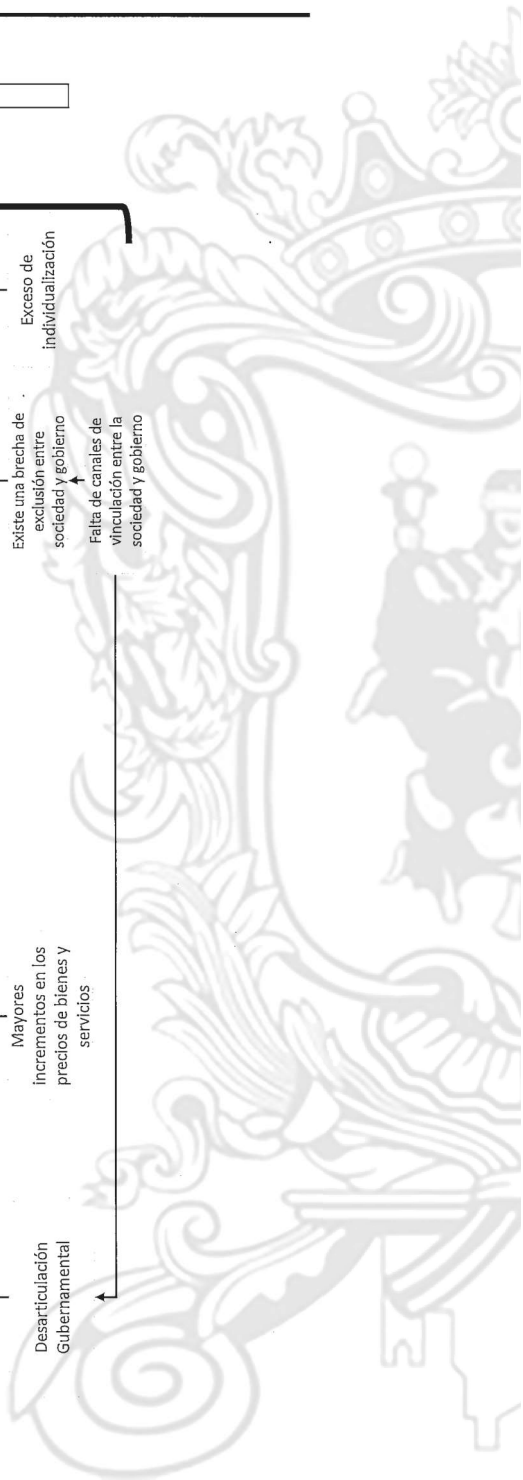 Desarticulación
Gubernamental
Mayores
incrementos en los
precios de bienes y
servicios
Existe una brecha de
exclusión entre
sociedad y gobierno
Falta de canales de
vinculación entre la
sociedad y gobierno
Exceso de
individualización